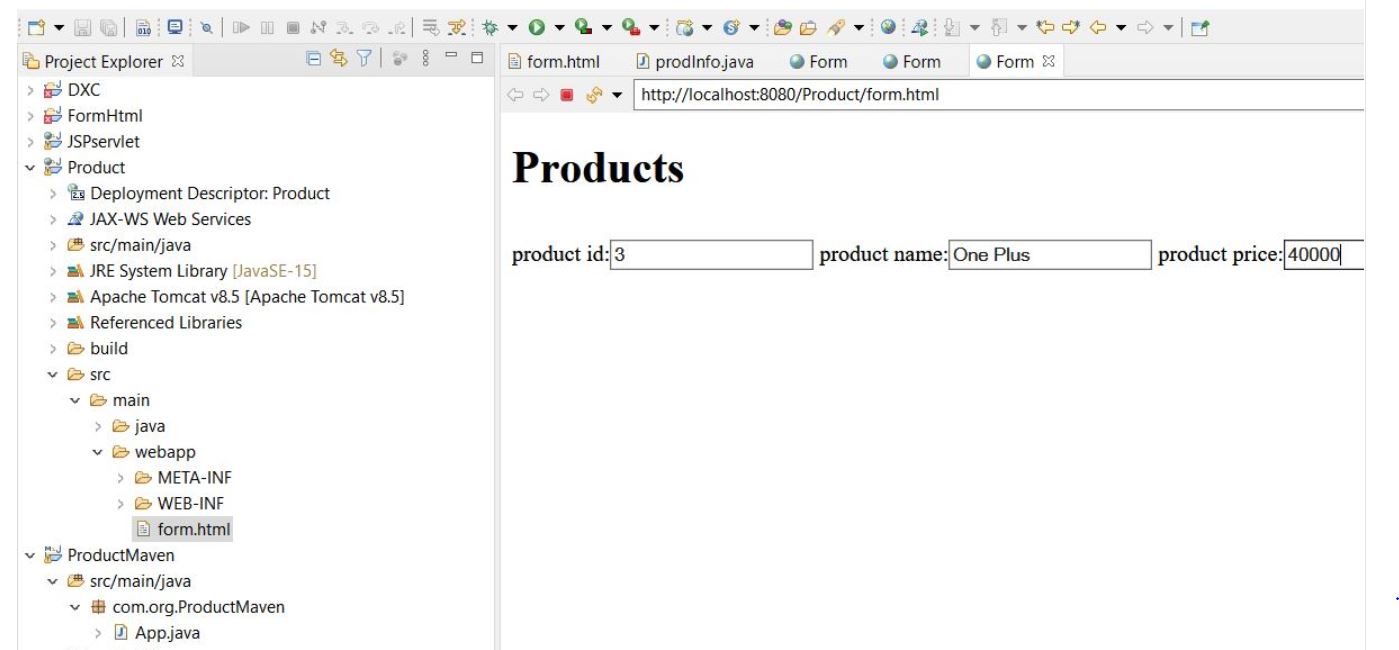 Project Explorer
form.html
prodInfo.java
Form
Form
Form
http://localhost:8080/Product/form.html
DXC
FormHtml
JSPservlet
Product
Deployment Descriptor: Product
JAX-WS Web Services
src/main/java
JRE System Library [JavaSE-15]
Apache Tomcat v8.5 [Apache Tomcat v8.5]
Referenced Libraries
build
src
main
java
webapp
META-INF
WEB-INF
form.html
ProductMaven
src/main/java
com.org.ProductMaven
App.java
Products
product id: 3 product name: One Plus product price: 40000